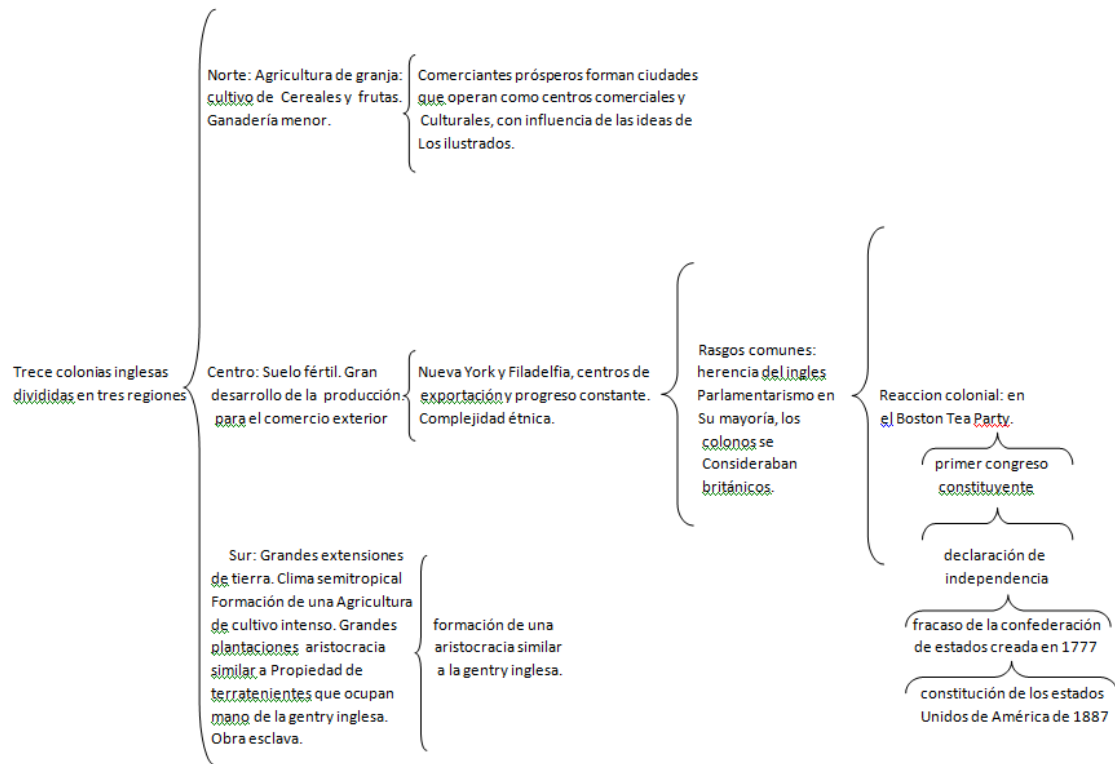 Trece colonias inglesas
divididas en tres regiones
Norte: Agricultura de granja:
cultivo de Cereales y frutas.
Ganadería menor.
Comerciantes prósperos forman ciudades
que operan como centros comerciales y
Culturales, con influencia de las ideas de
Los ilustrados.
Centro: Suelo fértil. Gran
desarrollo de la producción.
para el comercio exterior
Nueva York y Filadelfia, centros de
exportación y progreso constante.
Complejidad étnica.
Sur: Grandes extensiones
de tierra. Clima semitropical
Formación de una Agricultura
de cultivo intenso. Grandes
plantaciones aristocracia
similar a Propiedad de
terratenientes que ocupan
mano de la gentry inglesa.
Obra esclava.
formación de una
aristocracia similar
a la gentry inglesa.
Rasgos comunes:
herencia del ingles
Parlamentarismo en
Su mayoría, los
colonos se
Consideraban
británicos.
Reaccion colonial: en
el Boston Tea Party.
primer congreso
constituyente
declaración de
independencia
fracaso de la confederación
de estados creada en 1777
constitución de los estados
Unidos de América de 1887